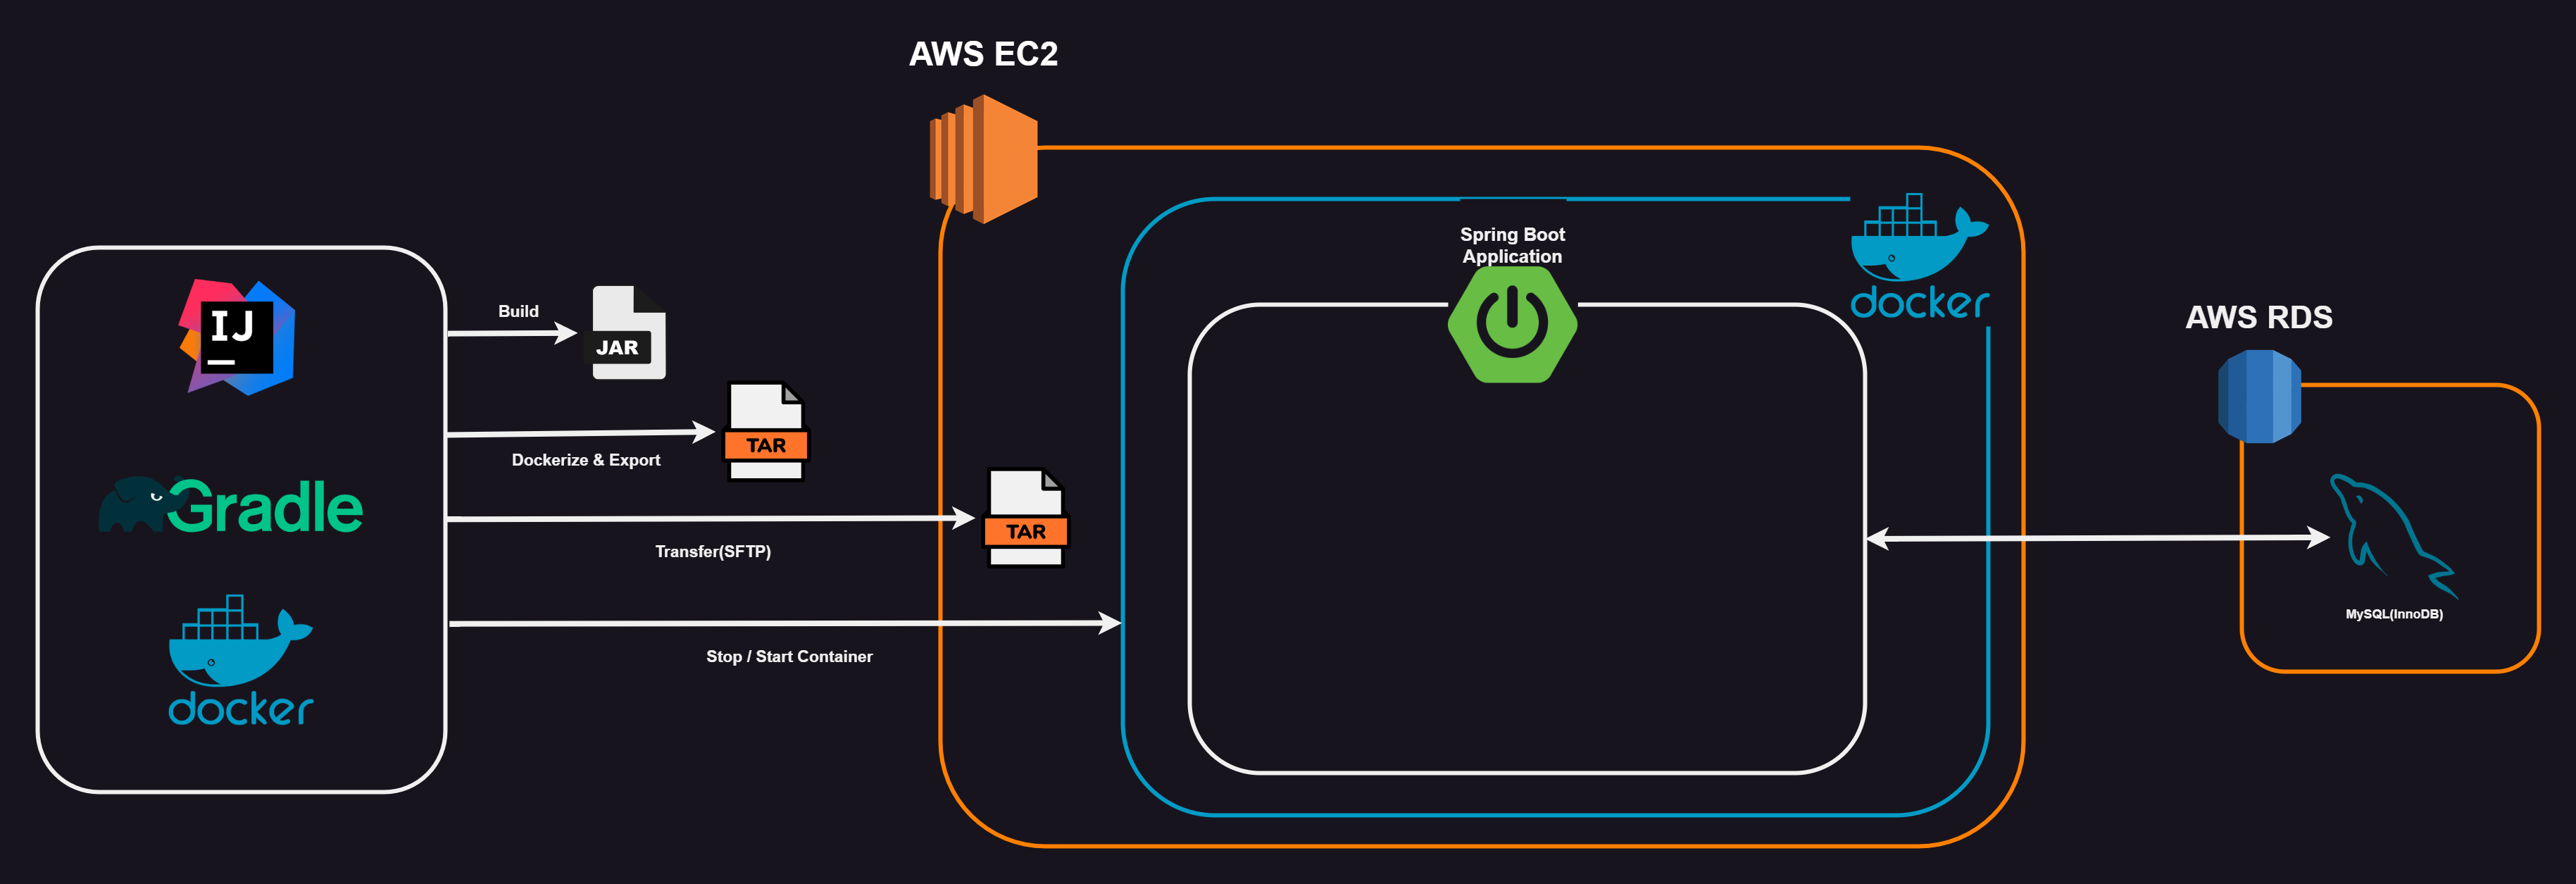 AWS EC2
Spring Boot
Application
docker
AWS RDS
IJ
Build
JAR
TAR
Dockerize & Export
Gradle
TAR
Transfer(SFTP)
MySQL(InnoDB)
Stop / Start Container
docker